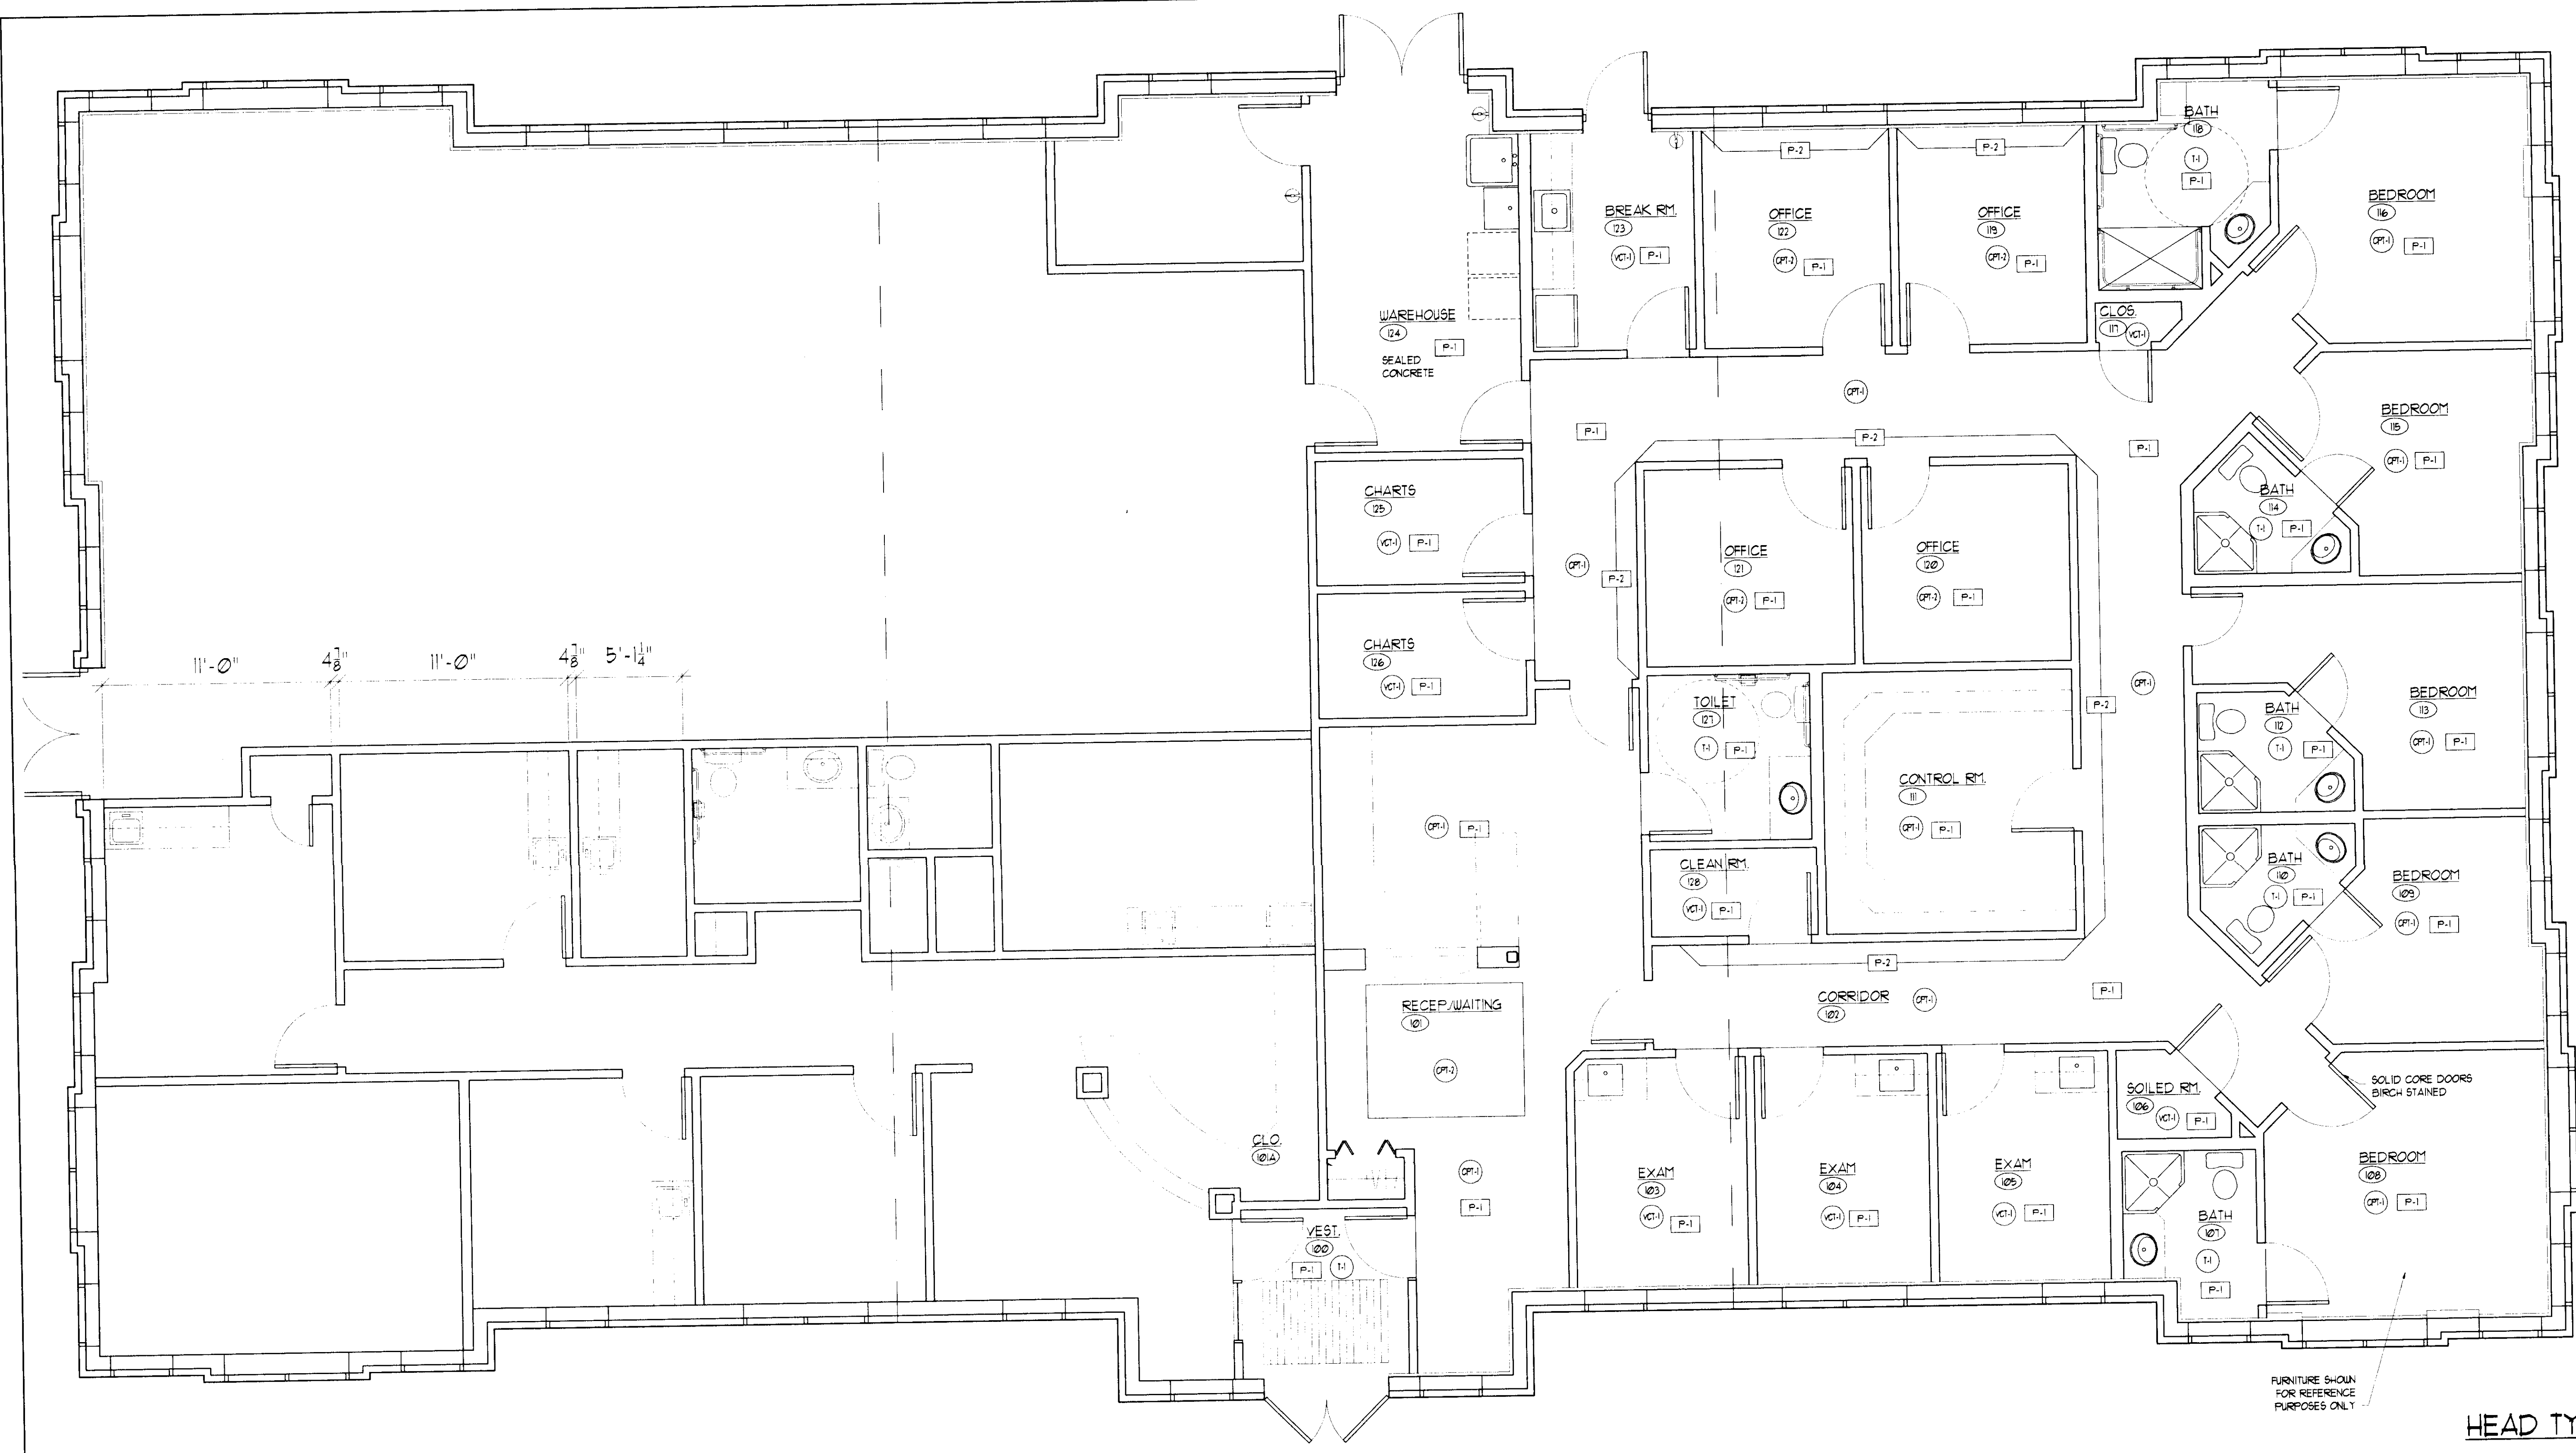 BATH
118
T-1
P-1
P-2
P-2
BEDROOM
116
CPT-1 P-1
BREAK RM.
123
VCT-1 P-1
OFFICE
122
CPT-2 P-1
OFFICE
119
CPT-2 P-1
WAREHOUSE
124
P-1
SEALED
CONCRETE
CLOS.
117 VCT-1
CPT-1
P-1
P-2
P-1
BEDROOM
115
CPT-1 P-1
CHARTS
125
VCT-1 P-1
BATH
114
T-1 P-1
OFFICE
121
CPT-2 P-1
OFFICE
120
CPT-2 P-1
CPT-1
P-2
CHARTS
126
VCT-1 P-1
11'-0" 4 7/8" 11'-0" 4 7/8" 5'-1 1/4"
TOILET
127
T-1 P-1
CPT-1
P-2
BATH
112
T-1 P-1
BEDROOM
113
CPT-1 P-1
CONTROL RM.
111
CPT-1 P-1
CPT-1 P-1
CLEAN RM.
128
VCT-1 P-1
BATH
110
T-1 P-1
BEDROOM
109
CPT-1 P-1
P-2
RECEP./WAITING
101
CPT-2
CORRIDOR
102
CPT-1
P-1
SOLID CORE DOORS
BIRCH STAINED
SOILED RM.
106
VCT-1 P-1
CLO.
101A
CPT-1
P-1
EXAM
103
VCT-1 P-1
EXAM
104
VCT-1 P-1
EXAM
105
VCT-1 P-1
BEDROOM
108
CPT-1 P-1
BATH
107
T-1
P-1
VEST.
100
P-1 T-1
FURNITURE SHOWN
FOR REFERENCE
PURPOSES ONLY
HEAD TY